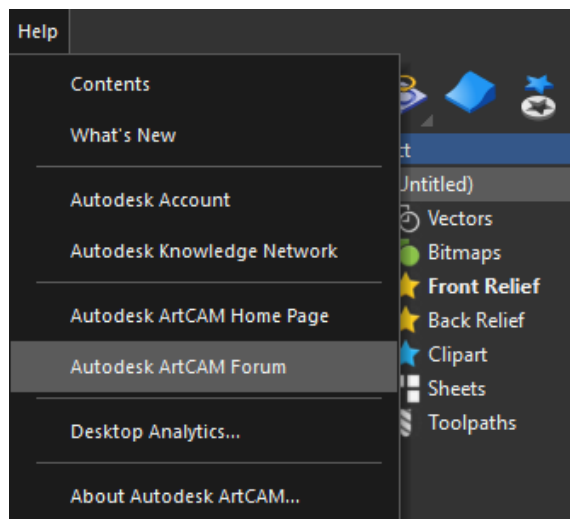 Help
Contents
What's New
Autodesk Account
Autodesk Knowledge Network
Autodesk ArtCAM Home Page
Autodesk ArtCAM Forum
Desktop Analytics...
About Autodesk ArtCAM...
ct
Untitled)
Vectors
Bitmaps
Front Relief
Back Relief
Clipart
Sheets
Toolpaths